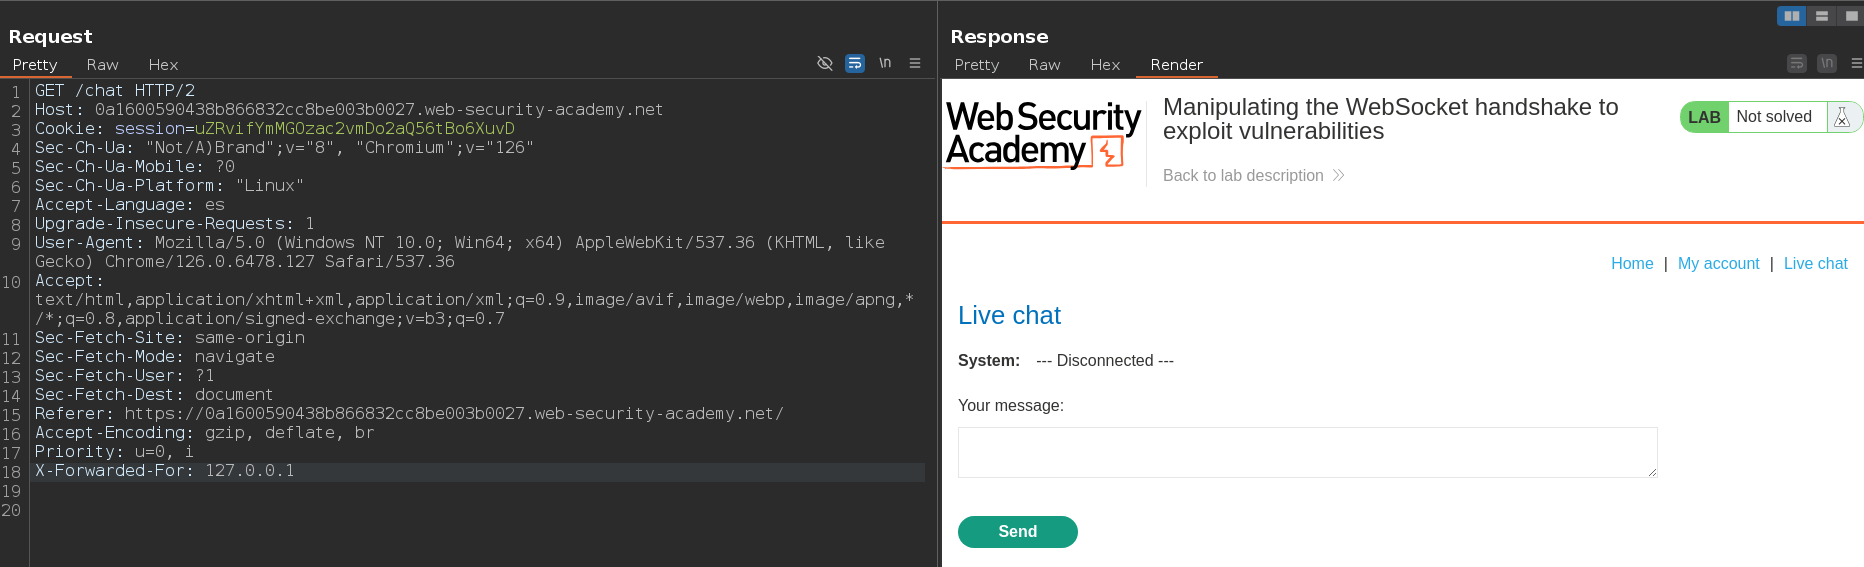 Request
Pretty Raw Hex
\n
1 GET /chat HTTP/2
2 Host: 0a1600590438b866832cc8be003b0027.web-security-academy.net
3 Cookie: session=uZRvifYmMGOzac2vmDo2aQ56tBo6XuvD
4 Sec-Ch-Ua: "Not/A)Brand";v="8", "Chromium";v="126"
5 Sec-Ch-Ua-Mobile: ?0
6 Sec-Ch-Ua-Platform: "Linux"
7 Accept-Language: es
8 Upgrade-Insecure-Requests: 1
9 User-Agent: Mozilla/5.0 (Windows NT 10.0; Win64; x64) AppleWebKit/537.36 (KHTML, like
Gecko) Chrome/126.0.6478.127 Safari/537.36
10 Accept:
text/html,application/xhtml+xml,application/xml;q=0.9,image/avif,image/webp,image/apng,*
/*;q=0.8,application/signed-exchange;v=b3;q=0.7
11 Sec-Fetch-Site: same-origin
12 Sec-Fetch-Mode: navigate
13 Sec-Fetch-User: ?1
14 Sec-Fetch-Dest: document
15 Referer: https://0a1600590438b866832cc8be003b0027.web-security-academy.net/
16 Accept-Encoding: gzip, deflate, br
17 Priority: u=0, i
18 X-Forwarded-For: 127.0.0.1
19
20
Response
Pretty Raw Hex Render
\n
Web Security
Academy
Manipulating the WebSocket handshake to
exploit vulnerabilities
Back to lab description
LAB Not solved
Home | My account | Live chat
Live chat
System: --- Disconnected ---
Your message:
Send